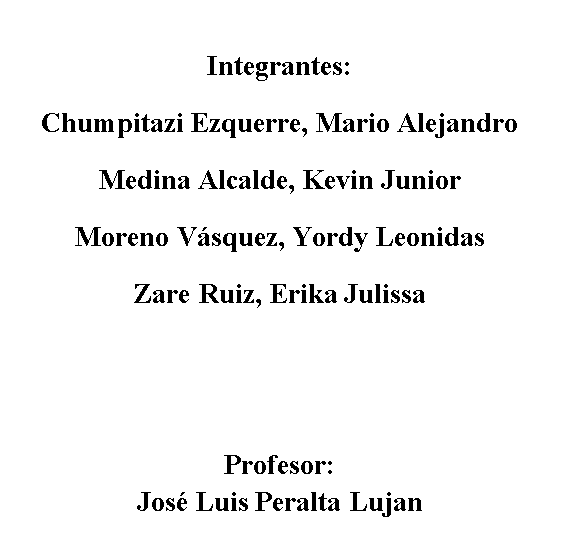 Integrantes:
Chumpitazi Ezquerre, Mario Alejandro
Medina Alcalde, Kevin Junior
Moreno Vásquez, Yordy Leonidas
Zare Ruiz, Erika Julissa
Profesor:
José Luis Peralta Lujan